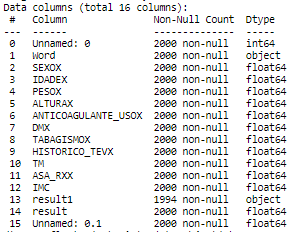 Data columns (total 16 columns):
 #   Column               Non-Null Count  Dtype
---  ------               --------------  -----
 0   Unnamed: 0           2000 non-null   int64
 1   Word                 2000 non-null   object
 2   SEXOX                2000 non-null   float64
 3   IDADEX               2000 non-null   float64
 4   PESOX                2000 non-null   float64
 5   ALTURAX              2000 non-null   float64
 6   ANTICOAGULANTE_USOX  2000 non-null   float64
 7   DMX                  2000 non-null   float64
 8   TABAGISMOX           2000 non-null   float64
 9   HISTORICO_TEVX       2000 non-null   float64
 10  TM                   2000 non-null   float64
 11  ASA_RXX              2000 non-null   float64
 12  IMC                  2000 non-null   float64
 13  result1              1994 non-null   object
 14  result               2000 non-null   float64
 15  Unnamed: 0.1         2000 non-null   float64